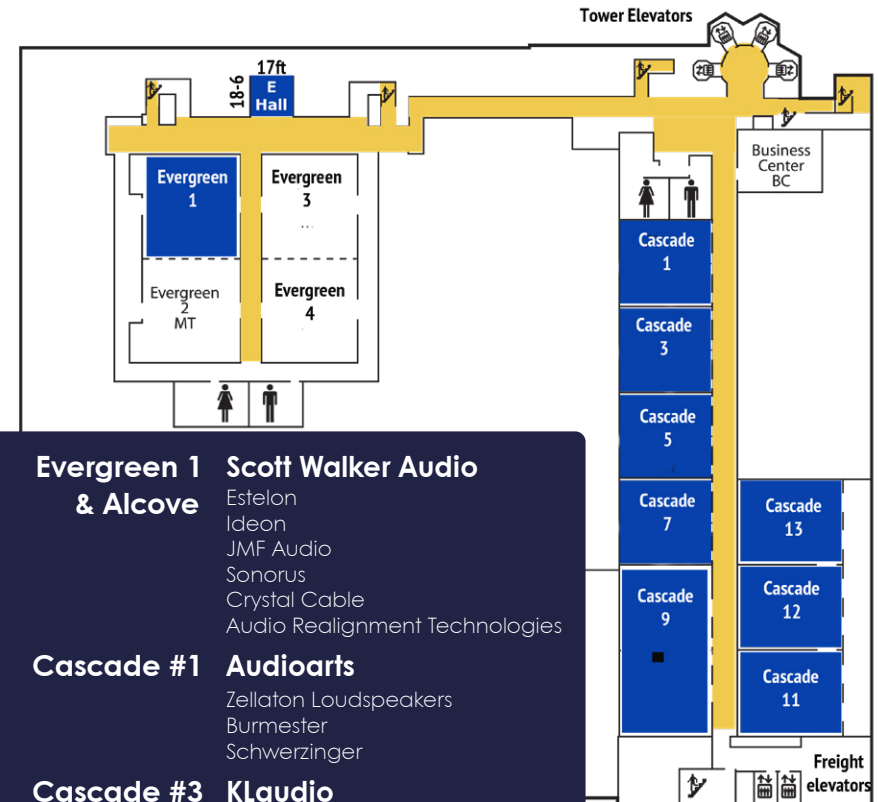 Tower Elevators
17ft
18-6
E
Hall
Business
Center
BC
Evergreen
1
Evergreen
3
...
Evergreen
2
MT
Evergreen
4
Cascade
1
Cascade
3
Cascade
5
Cascade
7
Cascade
9
Cascade
13
Cascade
12
Cascade
11
Freight
elevators
Evergreen 1 Scott Walker Audio
& Alcove
Estelon
Ideon
JMF Audio
Sonorus
Crystal Cable
Audio Realignment Technologies
Cascade #1 Audioarts
Zellaton Loudspeakers
Burmester
Schwerzinger
Cascade #3 KLaudio